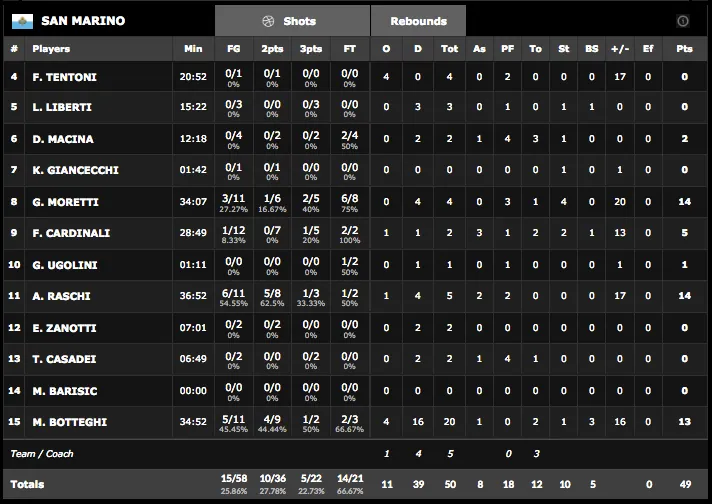 SAN MARINO Shots Rebounds
# Players Min FG 2pts 3pts FT O D Tot As PF To St BS +/- Ef Pts
4 F. TENTONI 20:52 0/1 0/1 0/0 0/0 4 0 4 0 2 0 0 0 17 0 0
0% 0% 0% 0%
5 L. LIBERTI 15:22 0/3 0/0 0/3 0/0 0 3 3 0 1 0 1 1 0 0 0
0% 0% 0% 0%
6 D. MACINA 12:18 0/4 0/2 0/2 2/4 0 2 2 1 4 3 1 0 0 0 2
0% 0% 0% 50%
7 K. GIANCECCHI 01:42 0/1 0/1 0/0 0/0 0 0 0 0 0 0 1 0 1 0 0
0% 0% 0% 0%
8 G. MORETTI 34:07 3/11 1/6 2/5 6/8 0 4 4 0 3 1 4 0 20 0 14
27.27% 16.67% 40% 75%
9 F. CARDINALI 28:49 1/12 0/7 1/5 2/2 1 1 2 3 1 2 2 1 13 0 5
8.33% 0% 20% 100%
10 G. UGOLINI 01:11 0/0 0/0 0/0 1/2 0 1 1 0 1 0 0 0 1 0 1
0% 0% 0% 50%
11 A. RASCHI 36:52 6/11 5/8 1/3 1/2 1 4 5 2 2 0 0 0 17 0 14
54.55% 62.5% 33.33% 50%
12 E. ZANOTTI 07:01 0/2 0/2 0/0 0/0 0 2 2 0 0 0 0 0 0 0 0
0% 0% 0% 0%
13 T. CASADEI 06:49 0/2 0/0 0/2 0/0 0 2 2 1 4 1 0 0 0 0 0
0% 0% 0% 0%
14 M. BARISIC 00:00 0/0 0/0 0/0 0/0 0 0 0 0 0 0 0 0 0 0 0
0% 0% 0% 0%
15 M. BOTTEGHI 34:52 5/11 4/9 1/2 2/3 4 16 20 1 0 2 1 3 16 0 13
45.45% 44.44% 50% 66.67%
Team / Coach 1 4 5 0 3
Totals 15/58 10/36 5/22 14/21 11 39 50 8 18 12 10 5 0 49
25.86% 27.78% 22.73% 66.67%